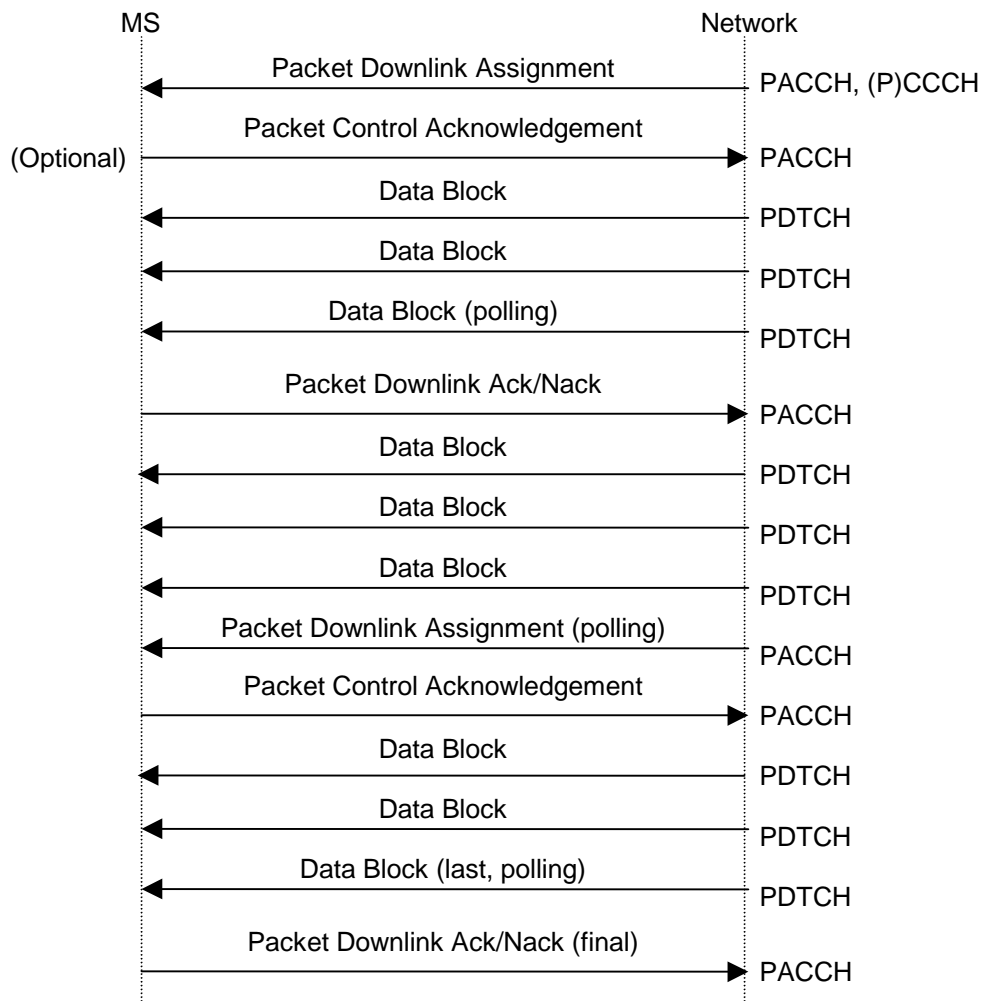 MS Network
Packet Downlink Assignment PACCH, (P)CCCH
Packet Control Acknowledgement
(Optional) PACCH
Data Block
PDTCH
Data Block
PDTCH
Data Block (polling)
PDTCH
Packet Downlink Ack/Nack
PACCH
Data Block
PDTCH
Data Block
PDTCH
Data Block
PDTCH
Packet Downlink Assignment (polling)
PACCH
Packet Control Acknowledgement
PACCH
Data Block
PDTCH
Data Block
PDTCH
Data Block (last, polling)
PDTCH
Packet Downlink Ack/Nack (final)
PACCH